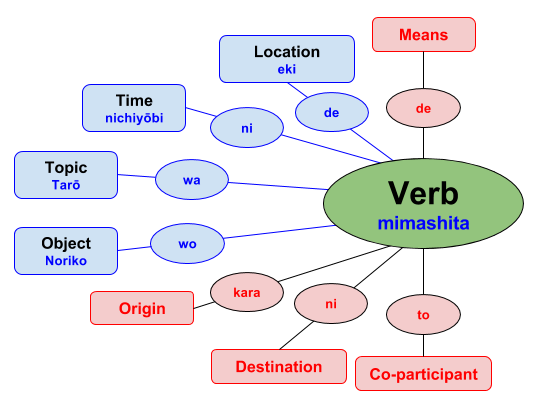 Means
Location
eki
de
de
Time
nichiyōbi
ni
Topic
Tarō
wa
Verb
mimashita
Object
Noriko
wo
kara
Origin
ni
to
Destination
Co-participant